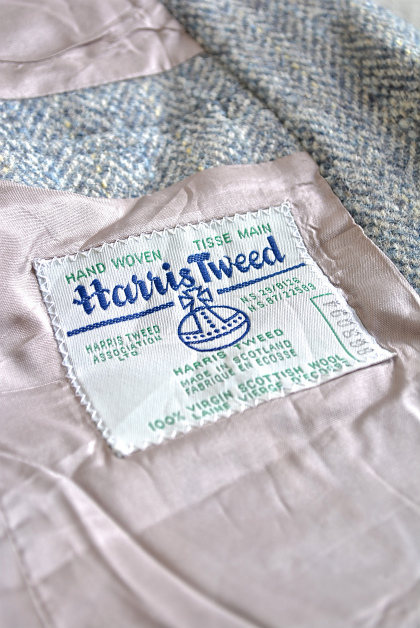 HAND WOVEN TISSE MAIN
Harris Tweed
HARRIS TWEED
ASSOCIATION
LTD
HARRIS TWEED
MADE IN SCOTLAND
FABRIQUE EN ECOSSE
100% VIRGIN SCOTTISH WOOL
LAINE VIERGE D'ECOSSE